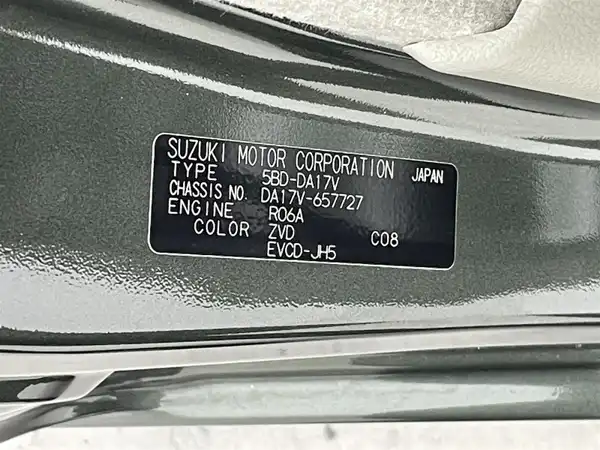 SUZUKI MOTOR CORPORATION JAPAN
TYPE 5BD-DA17V
CHASSIS NO. DA17V-657727
ENGINE R06A
COLOR ZVD C08
EVCD-JH5